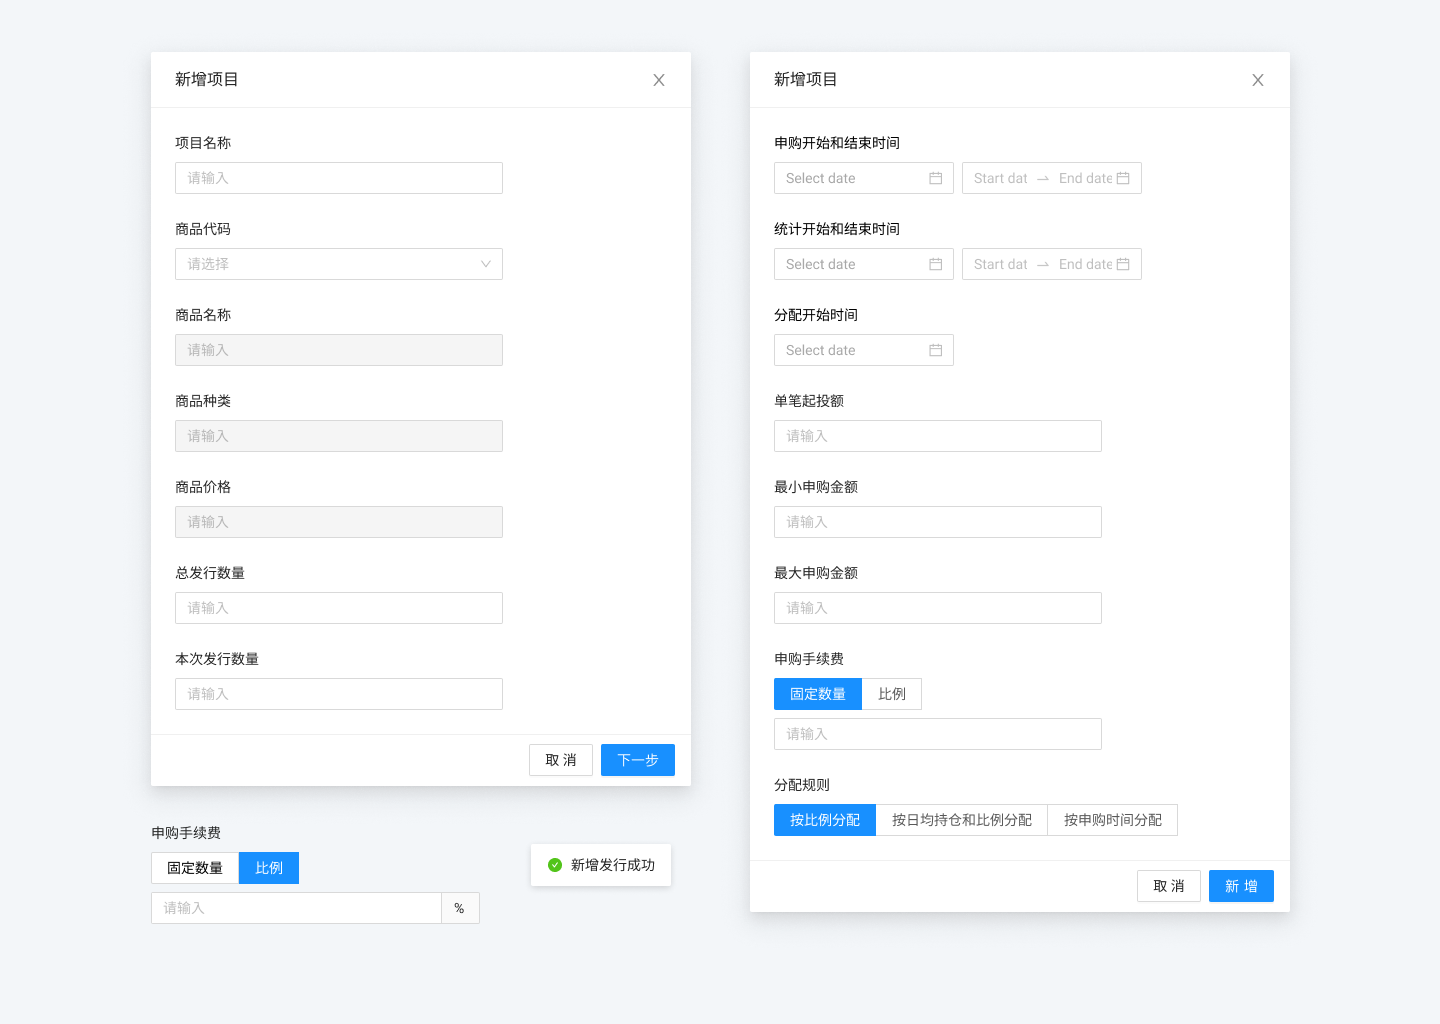 新增项目
项目名称
请输入
商品代码
请选择
商品名称
请输入
商品种类
请输入
商品价格
请输入
总发行数量
请输入
本次发行数量
请输入
取 消 下一步
申购手续费
固定数量 比例
请输入 %
新增发行成功
新增项目
申购开始和结束时间
Select date Start dat End date
统计开始和结束时间
Select date Start dat End date
分配开始时间
Select date
单笔起投额
请输入
最小申购金额
请输入
最大申购金额
请输入
申购手续费
固定数量 比例
请输入
分配规则
按比例分配 按日均持仓和比例分配 按申购时间分配
取 消 新 增